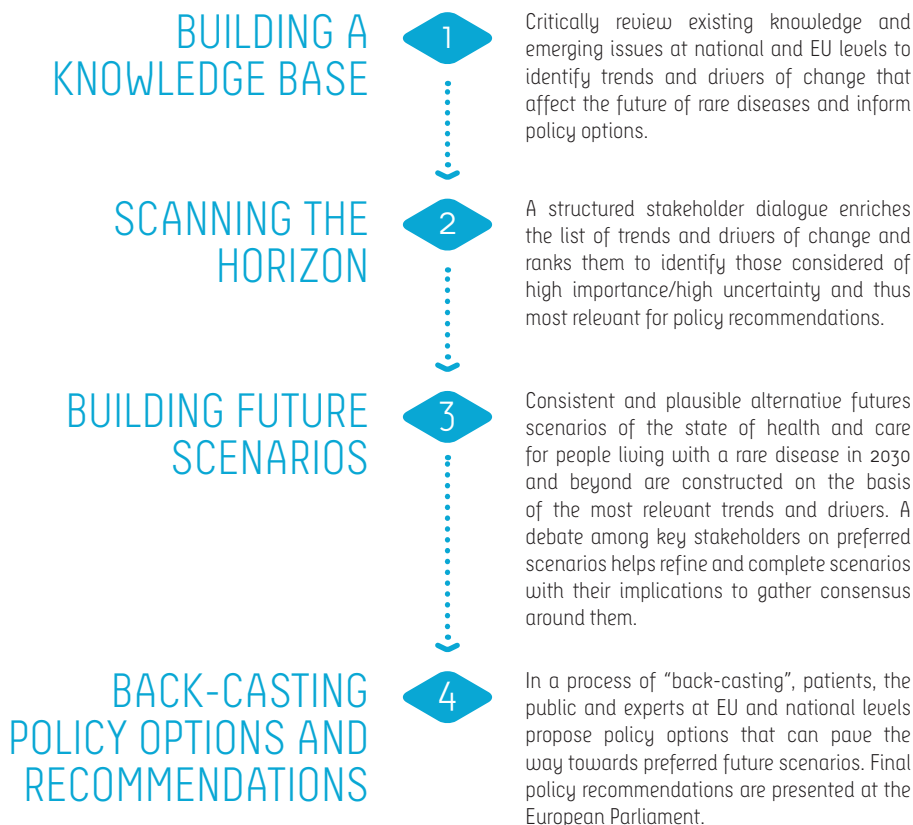 BUILDING A
KNOWLEDGE BASE
1
Critically review existing knowledge and
emerging issues at national and EU levels to
identify trends and drivers of change that
affect the future of rare diseases and inform
policy options.
SCANNING THE
HORIZON
2
A structured stakeholder dialogue enriches
the list of trends and drivers of change and
ranks them to identify those considered of
high importance/high uncertainty and thus
most relevant for policy recommendations.
BUILDING FUTURE
SCENARIOS
3
Consistent and plausible alternative futures
scenarios of the state of health and care
for people living with a rare disease in 2030
and beyond are constructed on the basis
of the most relevant trends and drivers. A
debate among key stakeholders on preferred
scenarios helps refine and complete scenarios
with their implications to gather consensus
around them.
BACK-CASTING
POLICY OPTIONS AND
RECOMMENDATIONS
4
In a process of “back-casting”, patients, the
public and experts at EU and national levels
propose policy options that can pave the
way towards preferred future scenarios. Final
policy recommendations are presented at the
European Parliament.